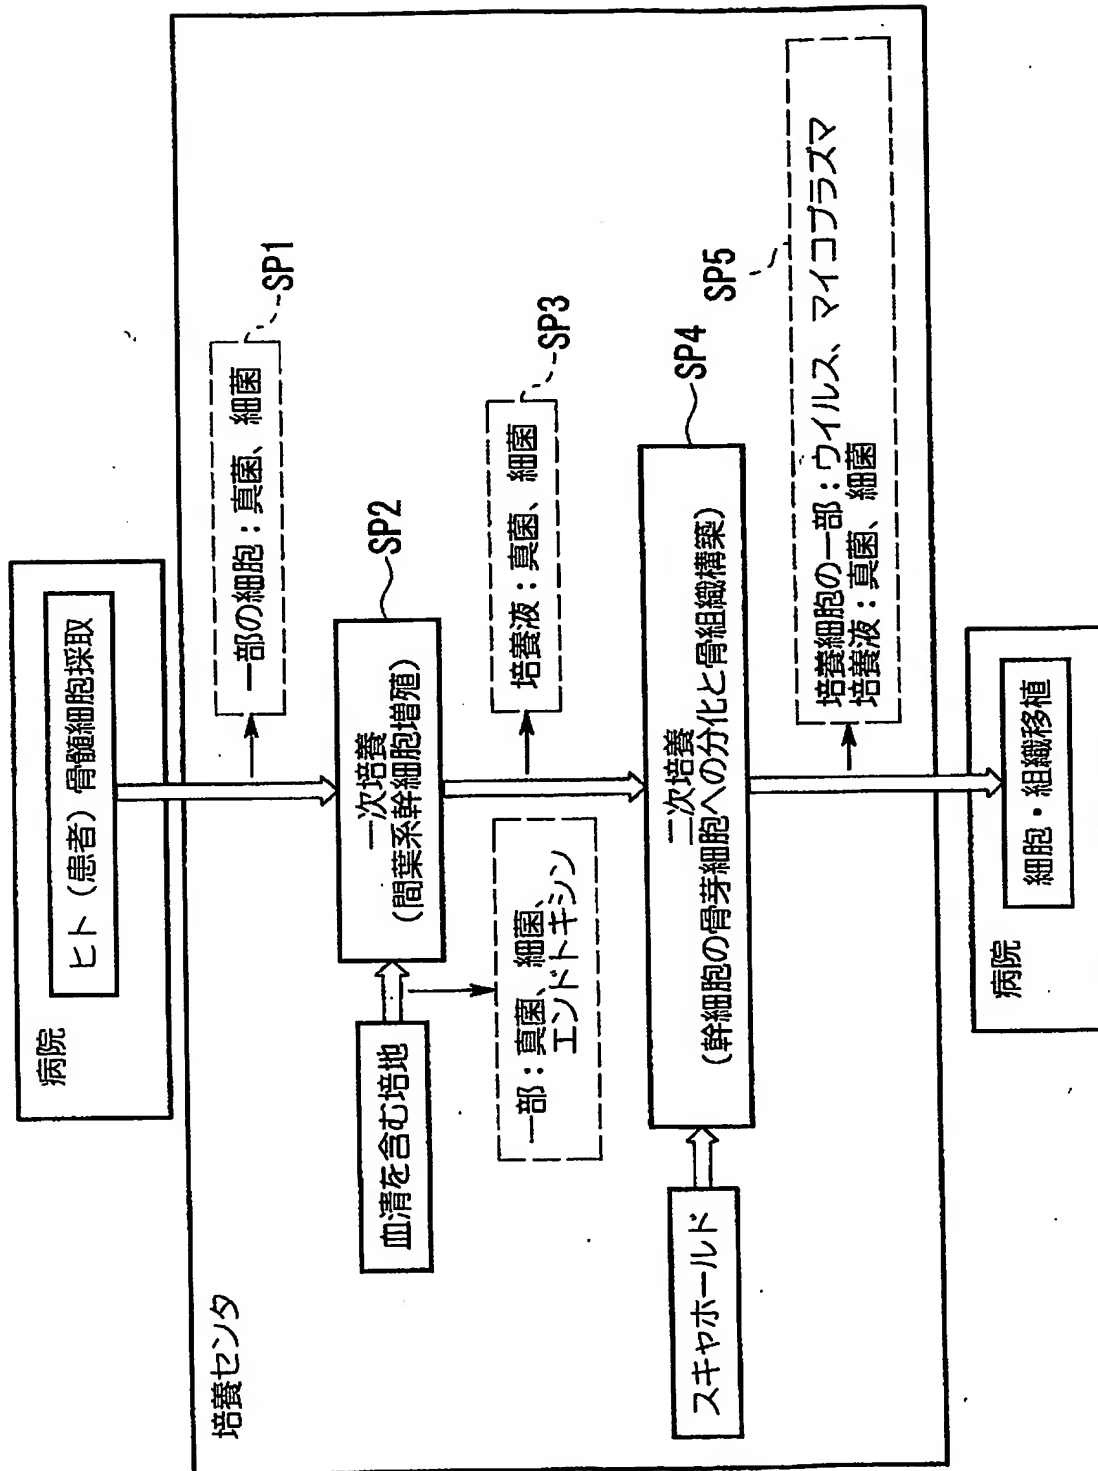 病院
ヒト（患者）骨髄細胞採取
培養センタ
一部の細胞：真菌、細菌
SP1
血清を含む培地
一次培養
（間葉系幹細胞増殖）
SP2
一部：真菌、細菌、
エンドトキシン
培養液：真菌、細菌
SP3
スキャホールド
二次培養
（幹細胞の骨芽細胞への分化と骨組織構築）
SP4
培養細胞の一部：ウイルス、マイコプラズマ
培養液：真菌、細菌
SP5
病院
細胞・組織移植